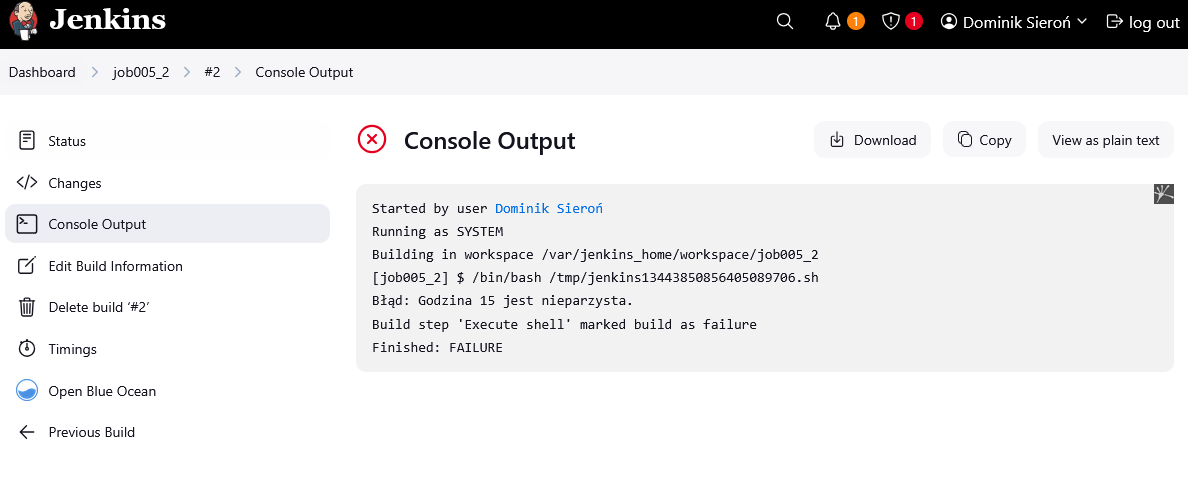 Jenkins
1
1
Dominik Sieroń
log out
Dashboard
job005_2
#2
Console Output
Status
Changes
Console Output
Edit Build Information
Delete build ‘#2’
Timings
Open Blue Ocean
Previous Build
Console Output
Download
Copy
View as plain text
Started by user Dominik Sieroń
Running as SYSTEM
Building in workspace /var/jenkins_home/workspace/job005_2
[job005_2] $ /bin/bash /tmp/jenkins13443850856405089706.sh
Błąd: Godzina 15 jest nieparzysta.
Build step 'Execute shell' marked build as failure
Finished: FAILURE